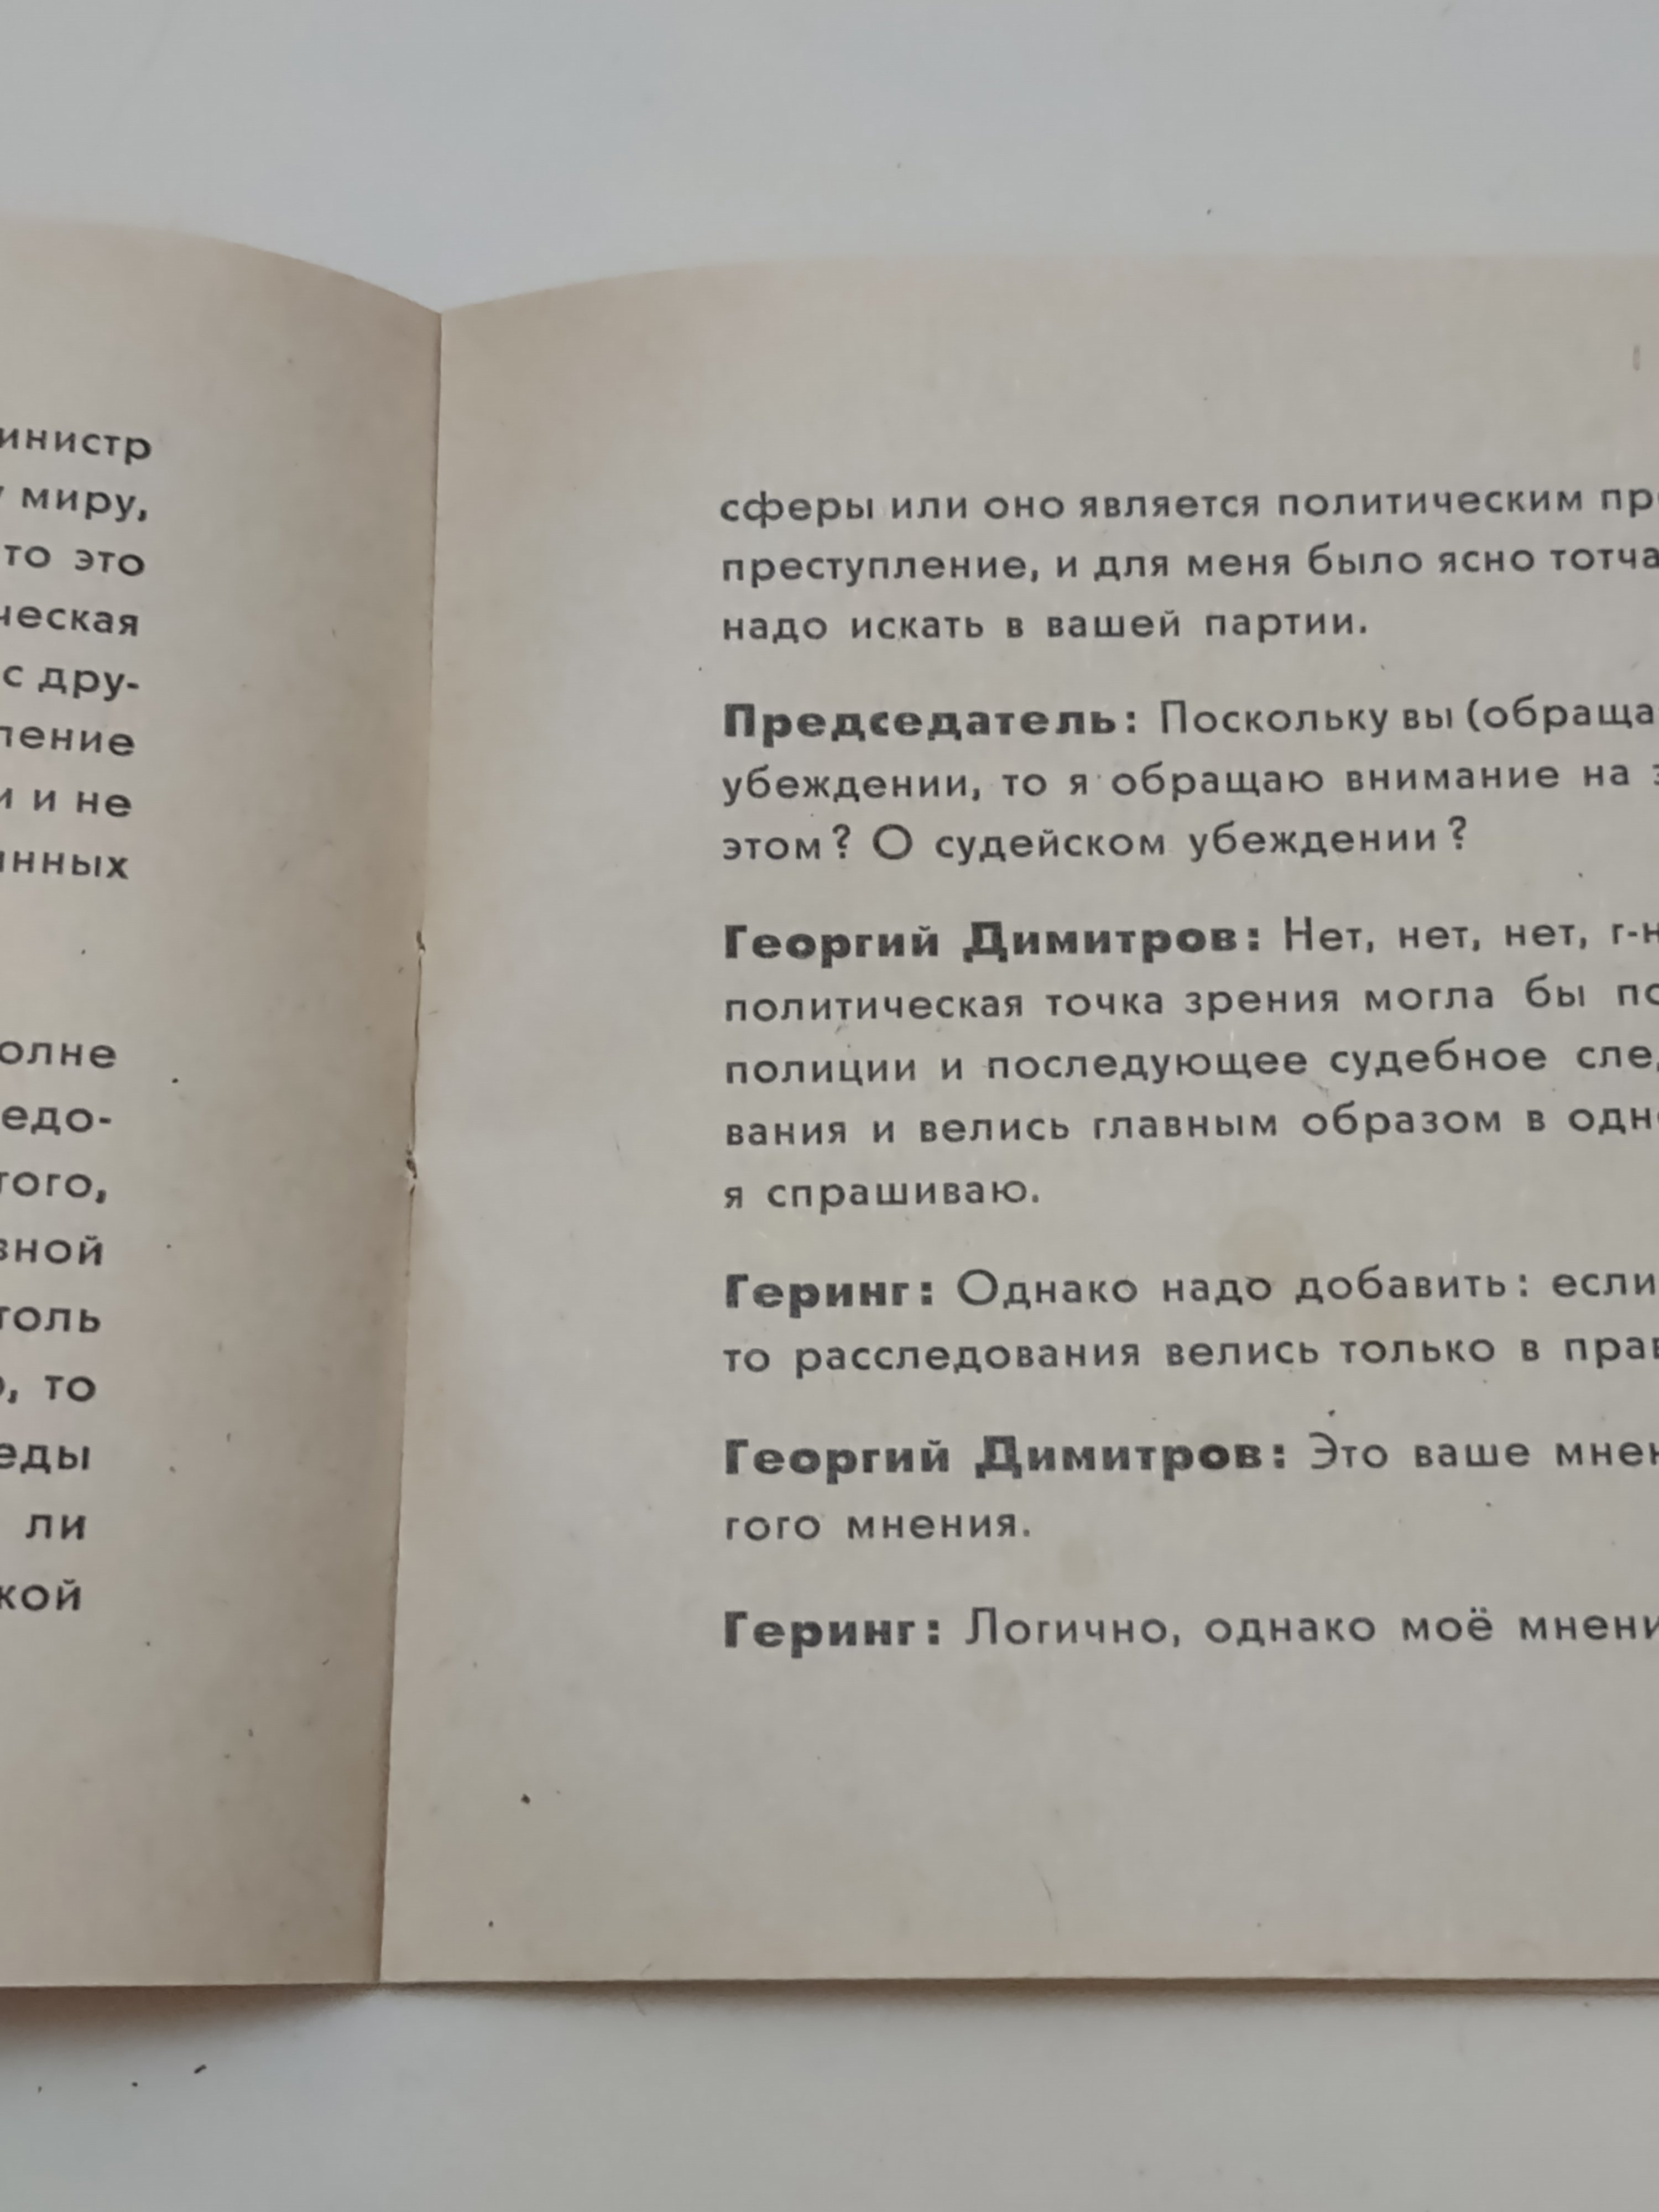 инистр
миру,
то это
ческая
с дру-
ление
и и не
нных
олне
едо-
того,
вной
толь
, то
еды
ли
кой
сферы или оно является политическим пр
преступление, и для меня было ясно тотча
надо искать в вашей партии.
Председатель: Поскольку вы (обраща
убеждении, то я обращаю внимание на
этом? О судейском убеждении?
Георгий Димитров: Нет, нет, нет, г-н
политическая точка зрения могла бы по
полиции и последующее судебное сле
вания и велись главным образом в одн
я спрашиваю.
Геринг: Однако надо добавить: если
то расследования велись только в прав
Георгий Димитров: Это ваше мнен
гого мнения.
Геринг: Логично, однако моё мнени